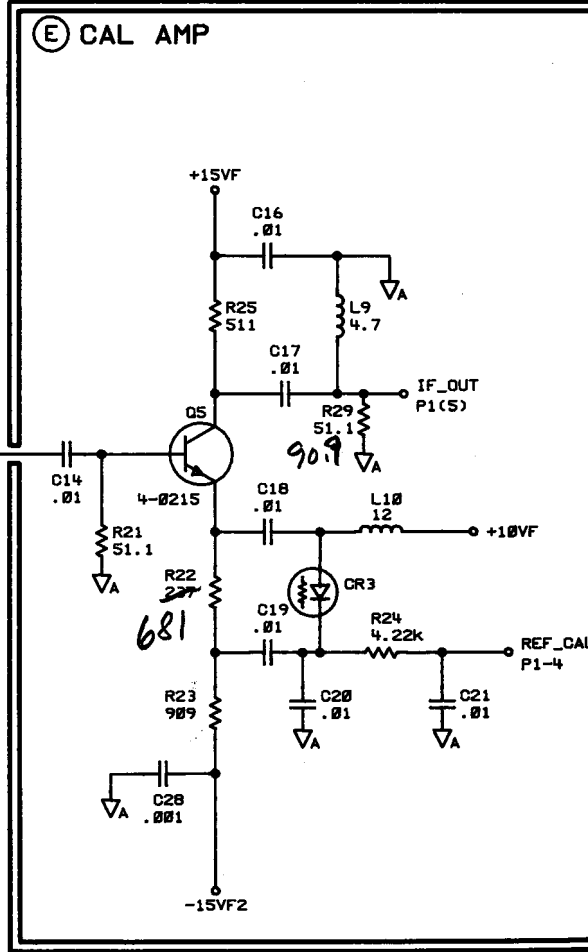 E CAL AMP
+15VF
C16
.01
R25
511
L9
4.7
A
C17
.01
IF_OUT
P1(5)
R29
51.1
90.9
A
Q5
C14
.01
4-0215
R21
51.1
A
C18
.01
L10
12
+10VF
R22
237
681
CR3
C19
.01
R24
4.22k
REF_CAL
P1-4
R23
909
C20
.01
A
C21
.01
A
A
C28
.001
-15VF2